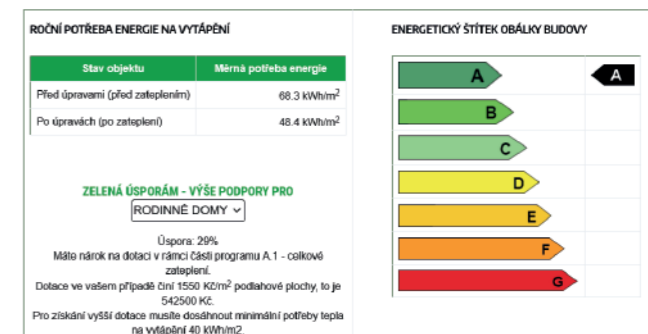 ROČNÍ POTŘEBA ENERGIE NA VYTÁPĚNÍ
Stav objektu Měrná potřeba energie
Před úpravami (před zateplením) 68.3 kWh/m²
Po úpravách (po zateplení) 48.4 kWh/m²
ZELENÁ ÚSPORÁM - VÝŠE PODPORY PRO
RODINNÉ DOMY
Úspora: 29%
Máte nárok na dotaci v rámci části programu A.1 - celkové
zateplení.
Dotace ve vašem případě činí 1550 Kč/m² podlahové plochy, to je
542500 Kč.
Pro získání vyšší dotace musíte dosáhnout minimální potřeby tepla
na vytápění 40 kWh/m2.
ENERGETICKÝ ŠTÍTEK OBÁLKY BUDOVY
A A
B
C
D
E
F
G